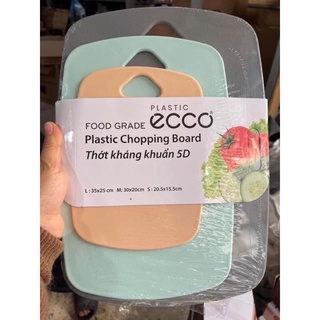 PLASTIC
FOOD GRADE ecco®
Plastic Chopping Board
Thớt kháng khuẩn 5D
L : 35x25 cm M: 30x20cm S : 20.5x15.5cm